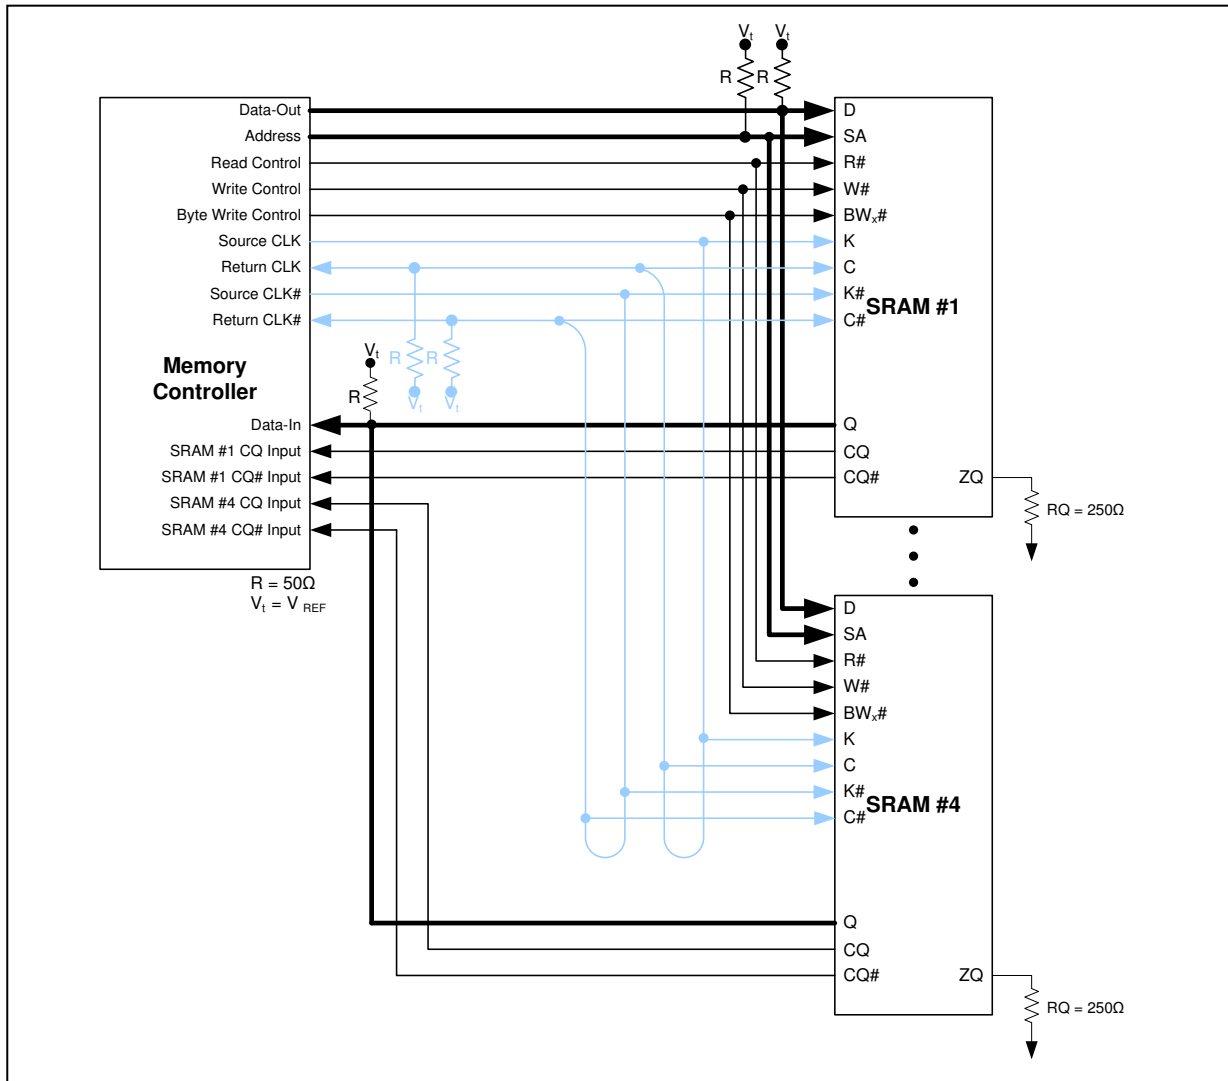 Vt Vt
R R
Data-Out D
Address SA
Read Control R#
Write Control W#
Byte Write Control BWx#
Source CLK K
Return CLK C
Source CLK# K#
SRAM #1
Return CLK# C#
Vt
R R
Memory
Controller
R
Vt Vt
Data-In Q
SRAM #1 CQ Input CQ
SRAM #1 CQ# Input CQ# ZQ
SRAM #4 CQ Input
RQ = 250Ω
SRAM #4 CQ# Input
R = 50Ω
Vt = V REF
D
SA
R#
W#
BWx#
K
C
K#
SRAM #4
C#
Q
CQ
CQ# ZQ
RQ = 250Ω